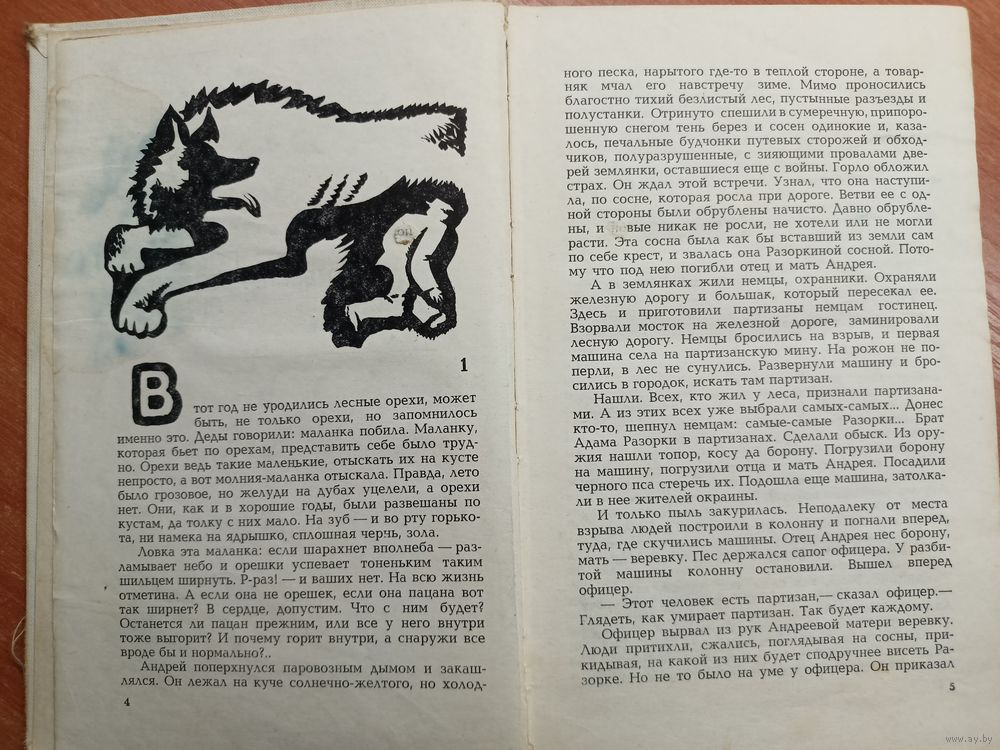 1
В тот год не уродились лесные орехи, может
быть, не только орехи, но запомнилось
именно это. Деды говорили: маланка побила. Маланку,
которая бьет по орехам, представить себе было труд-
но. Орехи ведь такие маленькие, отыскать их на кусте
непросто, а вот молния-маланка отыскала. Правда, лето
было грозовое, но желуди на дубах уцелели, а орехи
нет. Они, как и в хорошие годы, были развешаны по
кустам, да толку с них мало. На зуб — и во рту горько-
та, ни намека на ядрышко, сплошная чернь, зола.
Ловка эта маланка: если шарахнет вполнеба — раз-
ламывает небо и орешки успевает тоненьким таким
шильцем ширнуть. Р-раз! — и ваших нет. На всю жизнь
отметина. А если она не орешек, если она пацана вот
так ширнет? В сердце, допустим. Что с ним будет?
Останется ли пацан прежним, или все у него внутри
тоже выгорит? И почему горит внутри, а снаружи все
вроде бы и нормально?..
Андрей поперхнулся паровозным дымом и закаш-
лялся. Он лежал на куче солнечно-желтого, но холод-
4
ного песка, нарытого где-то в теплой стороне, а товар-
няк мчал его навстречу зиме. Мимо проносились
благостно тихий безлистый лес, пустынные разъезды и
полустанки. Отринуто спешили в сумеречную, припоро-
шенную снегом тень берез и сосен одинокие и, каза-
лось, печальные будчонки путевых сторожей и обход-
чиков, полуразрушенные, с зияющими провалами две-
рей землянки, оставшиеся еще с войны. Горло обложил
страх. Он ждал этой встречи. Узнал, что она наступи-
ла, по сосне, которая росла при дороге. Ветви ее с од-
ной стороны были обрублены начисто. Давно обрубле-
ны, и вые никак не росли, не хотели или не могли
расти. Эта сосна была как бы вставший из земли сам
по себе крест, и звалась она Разоркиной сосной. Пото-
му что под нею погибли отец и мать Андрея.
А в землянках жили немцы, охранники. Охраняли
железную дорогу и большак, который пересекал ее.
Здесь и приготовили партизаны немцам гостинец.
Взорвали мосток на железной дороге, заминировали
лесную дорогу. Немцы бросились на взрыв, и первая
машина села на партизанскую мину. На рожон не по-
перли, в лес не сунулись. Развернули машину и бро-
сились в городок, искать там партизан.
Нашли. Всех, кто жил у леса, признали партизана-
ми. А из этих всех уже выбрали самых-самых... Донес
кто-то, шепнул немцам: самые-самые Разорки... Брат
Адама Разорки в партизанах. Сделали обыск. Из ору-
жия нашли топор, косу да борону. Погрузили борону
на машину, погрузили отца и мать Андрея. Посадили
черного пса стеречь их. Подошла еще машина, затолка-
ли в нее жителей окраины.
И только пыль закурилась. Неподалеку от места
взрыва людей построили в колонну и погнали вперед,
туда, где скучились машины. Отец Андрея нес борону,
мать — веревку. Пес держался сапог офицера. У разби-
той машины колонну остановили. Вышел вперед
офицер.
— Этот человек есть партизан,— сказал офицер.—
Глядеть, как умирает партизан. Так будет каждому.
Офицер вырвал из рук Андреевой матери веревку.
Люди притихли, сжались, поглядывая на сосны, при-
кидывая, на какой из них будет сподручнее висеть Ра-
зорке. Но не то было на уме у офицера. Он приказал
5
www.ay.by